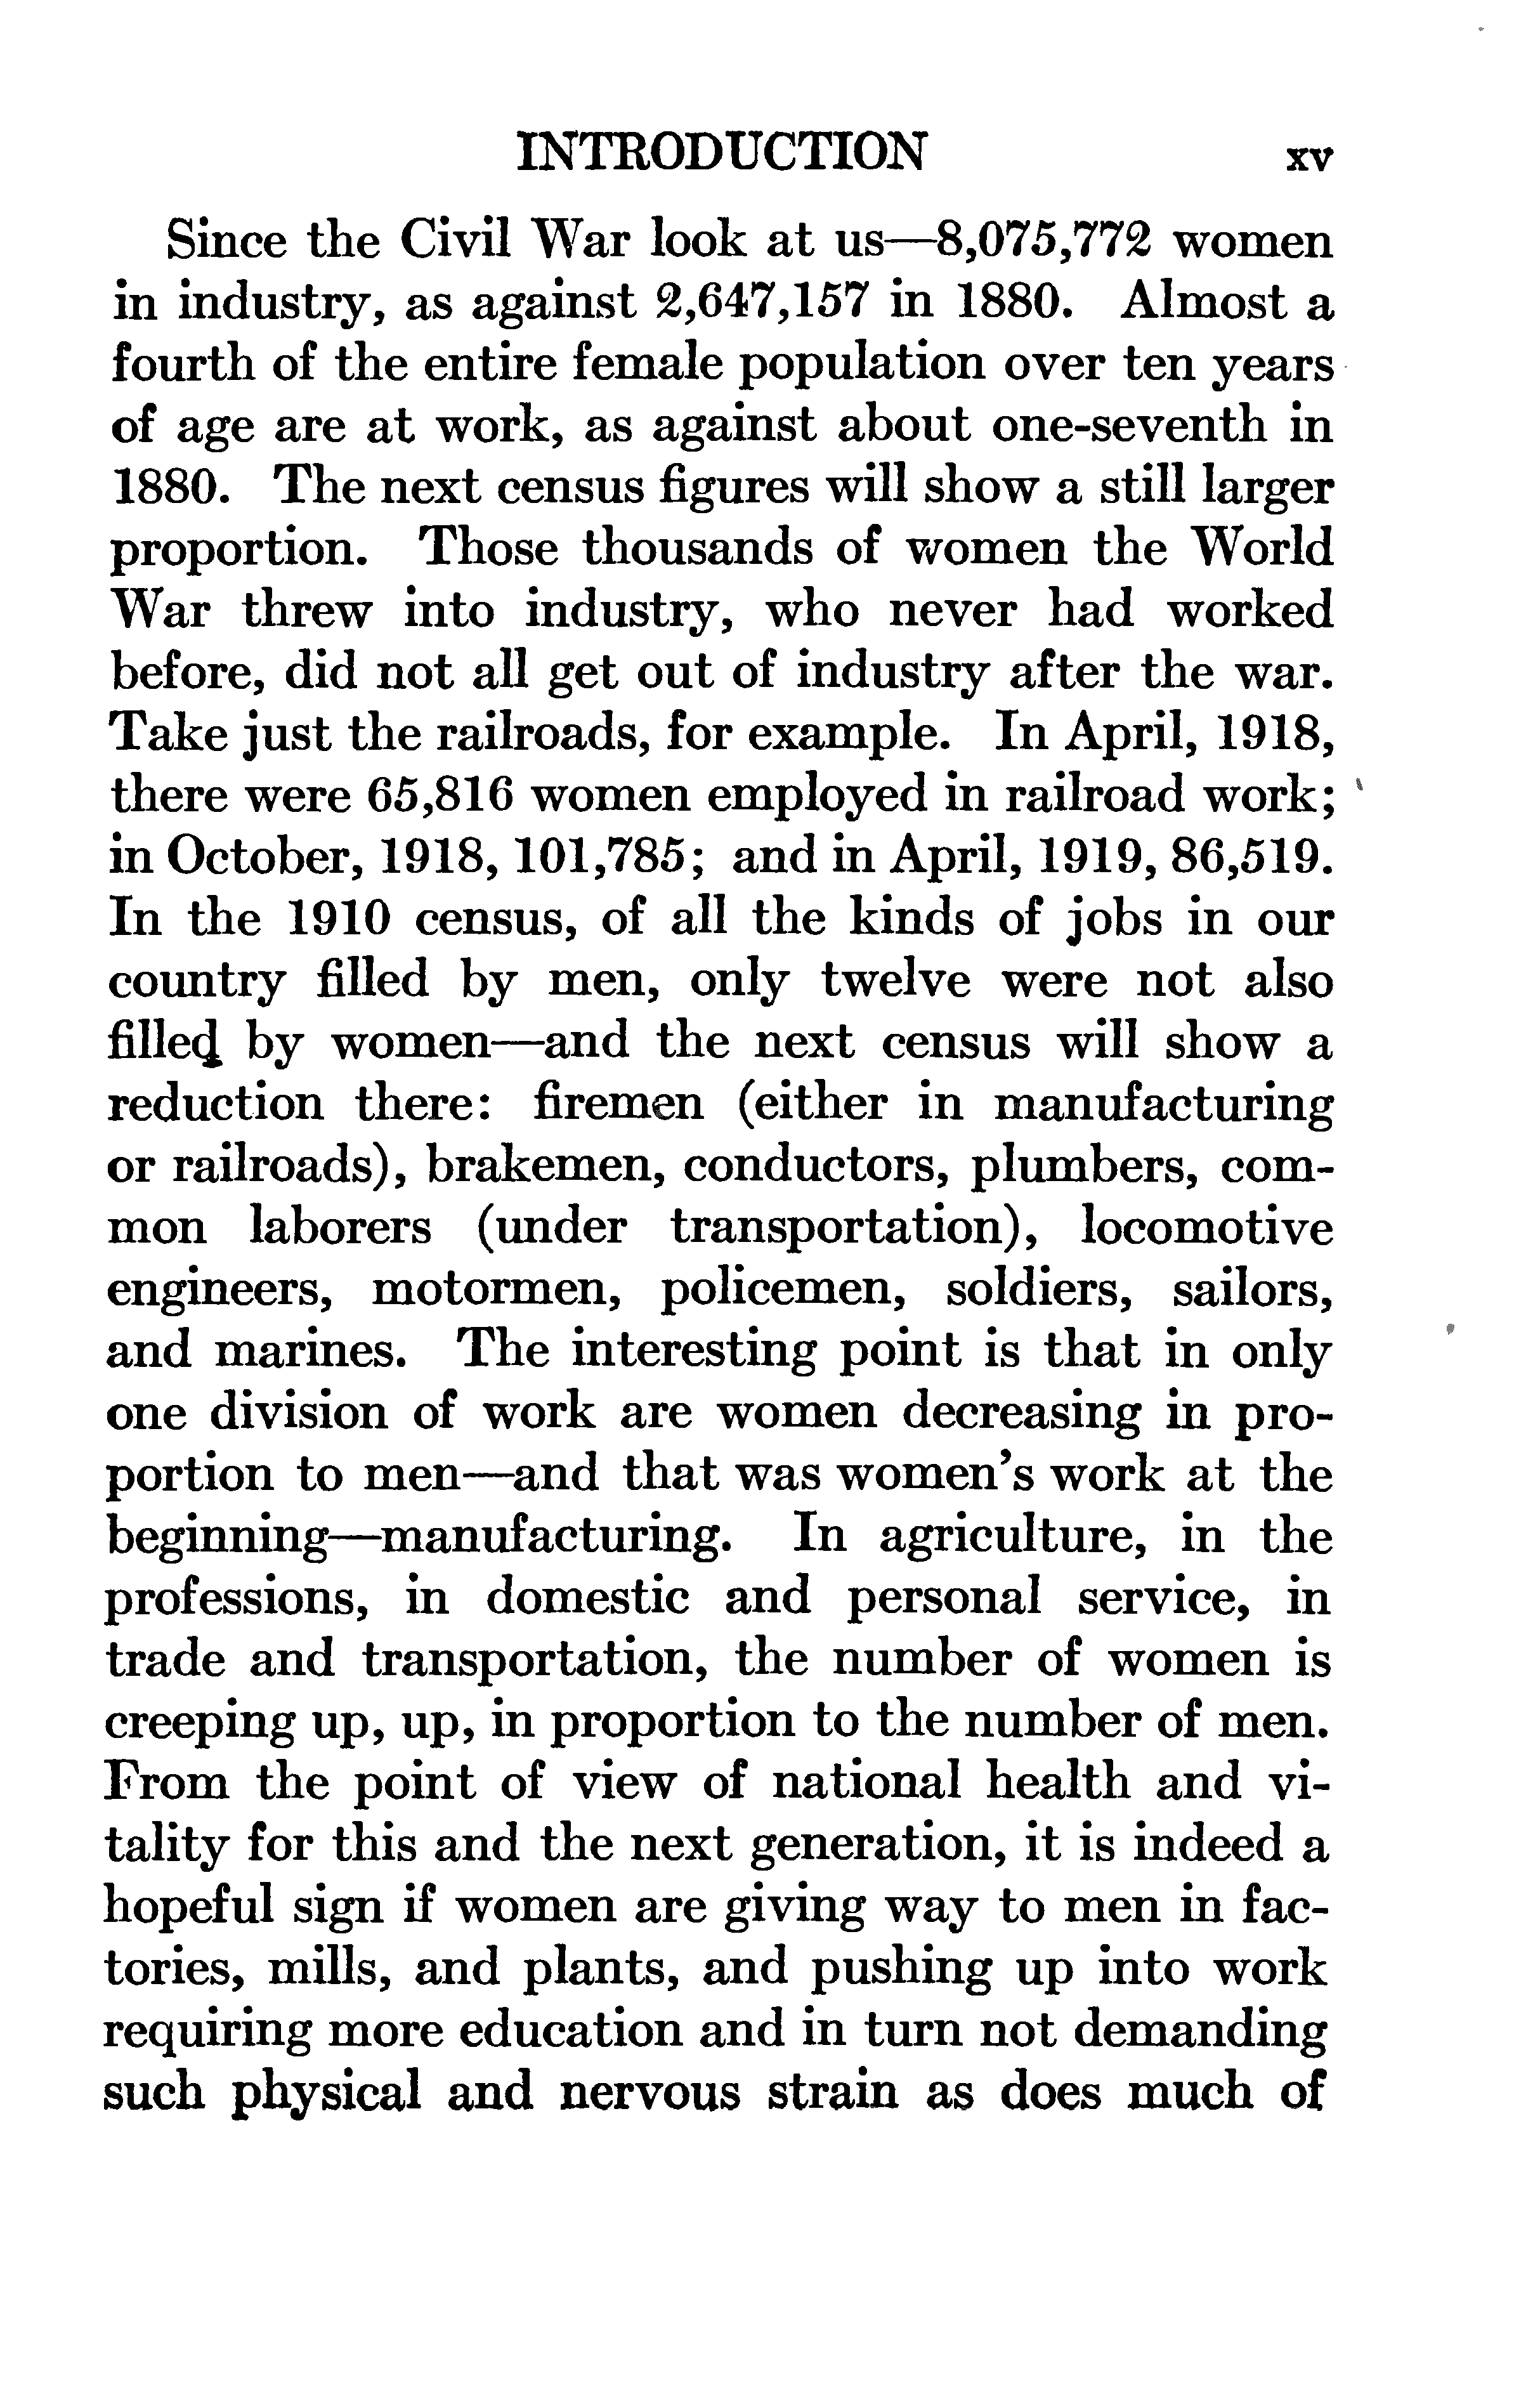 INTRODUCTION xv
Since the Civil War look at us—8,075,772 women
in industry, as against 2,647,157 in 1880. Almost a
fourth of the entire female population over ten years
of age are at work, as against about one-seventh in
1880. The next census figures will show a still larger
proportion. Those thousands of women the World
War threw into industry, who never had worked
before, did not all get out of industry after the war.
Take just the railroads, for example. In April, 1918,
there were 65,816 women employed in railroad work;
in October, 1918, 101,785; and in April, 1919, 86,519.
In the 1910 census, of all the kinds of jobs in our
country filled by men, only twelve were not also
filled by women—and the next census will show a
reduction there: firemen (either in manufacturing
or railroads), brakemen, conductors, plumbers, com-
mon laborers (under transportation), locomotive
engineers, motormen, policemen, soldiers, sailors,
and marines. The interesting point is that in only
one division of work are women decreasing in pro-
portion to men—and that was women's work at the
beginning—manufacturing. In agriculture, in the
professions, in domestic and personal service, in
trade and transportation, the number of women is
creeping up, up, in proportion to the number of men.
From the point of view of national health and vi-
tality for this and the next generation, it is indeed a
hopeful sign if women are giving way to men in fac-
tories, mills, and plants, and pushing up into work
requiring more education and in turn not demanding
such physical and nervous strain as does much of